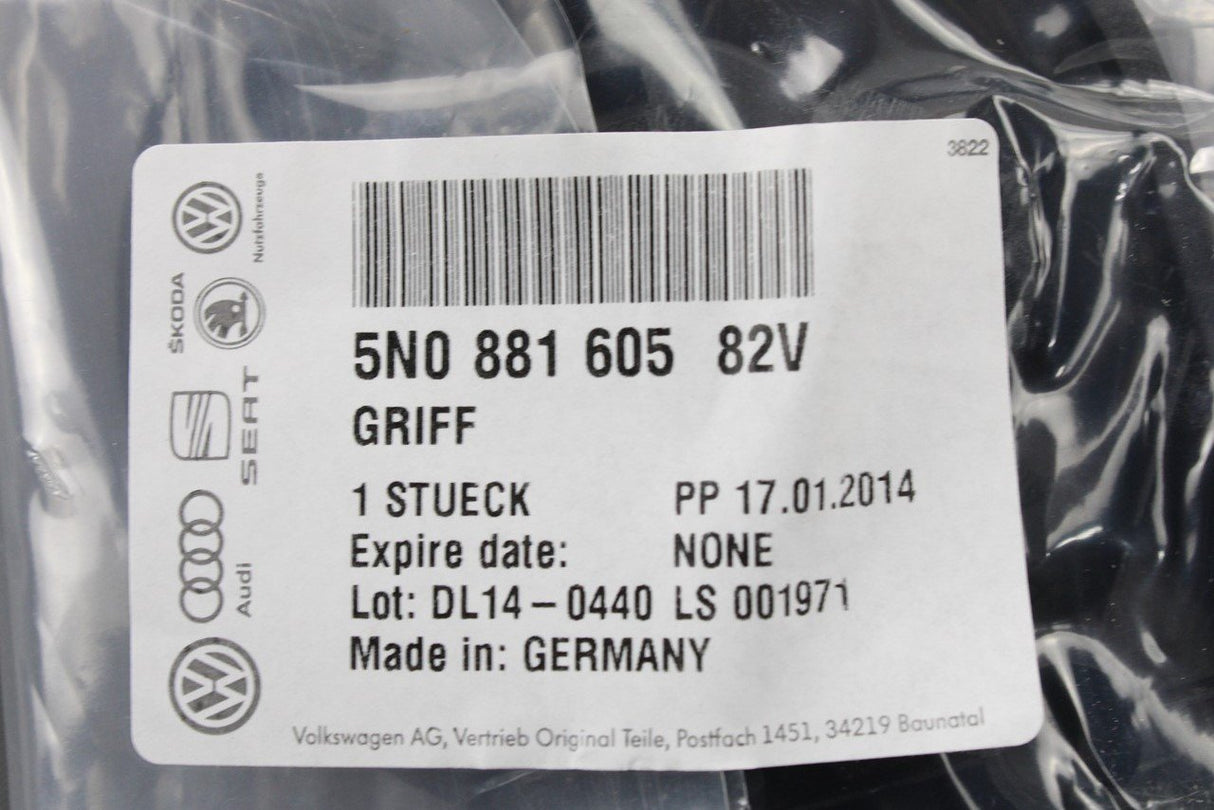 3822
Nutzfahrzeuge
ŠKODA
SEAT
Audi
5N0 881 605 82V
GRIFF
1 STUECK PP 17.01.2014
Expire date: NONE
Lot: DL14 – 0440 LS 001971
Made in: GERMANY
Volkswagen AG, Vertrieb Original Teile, Postfach 1451, 34219 Baunatal